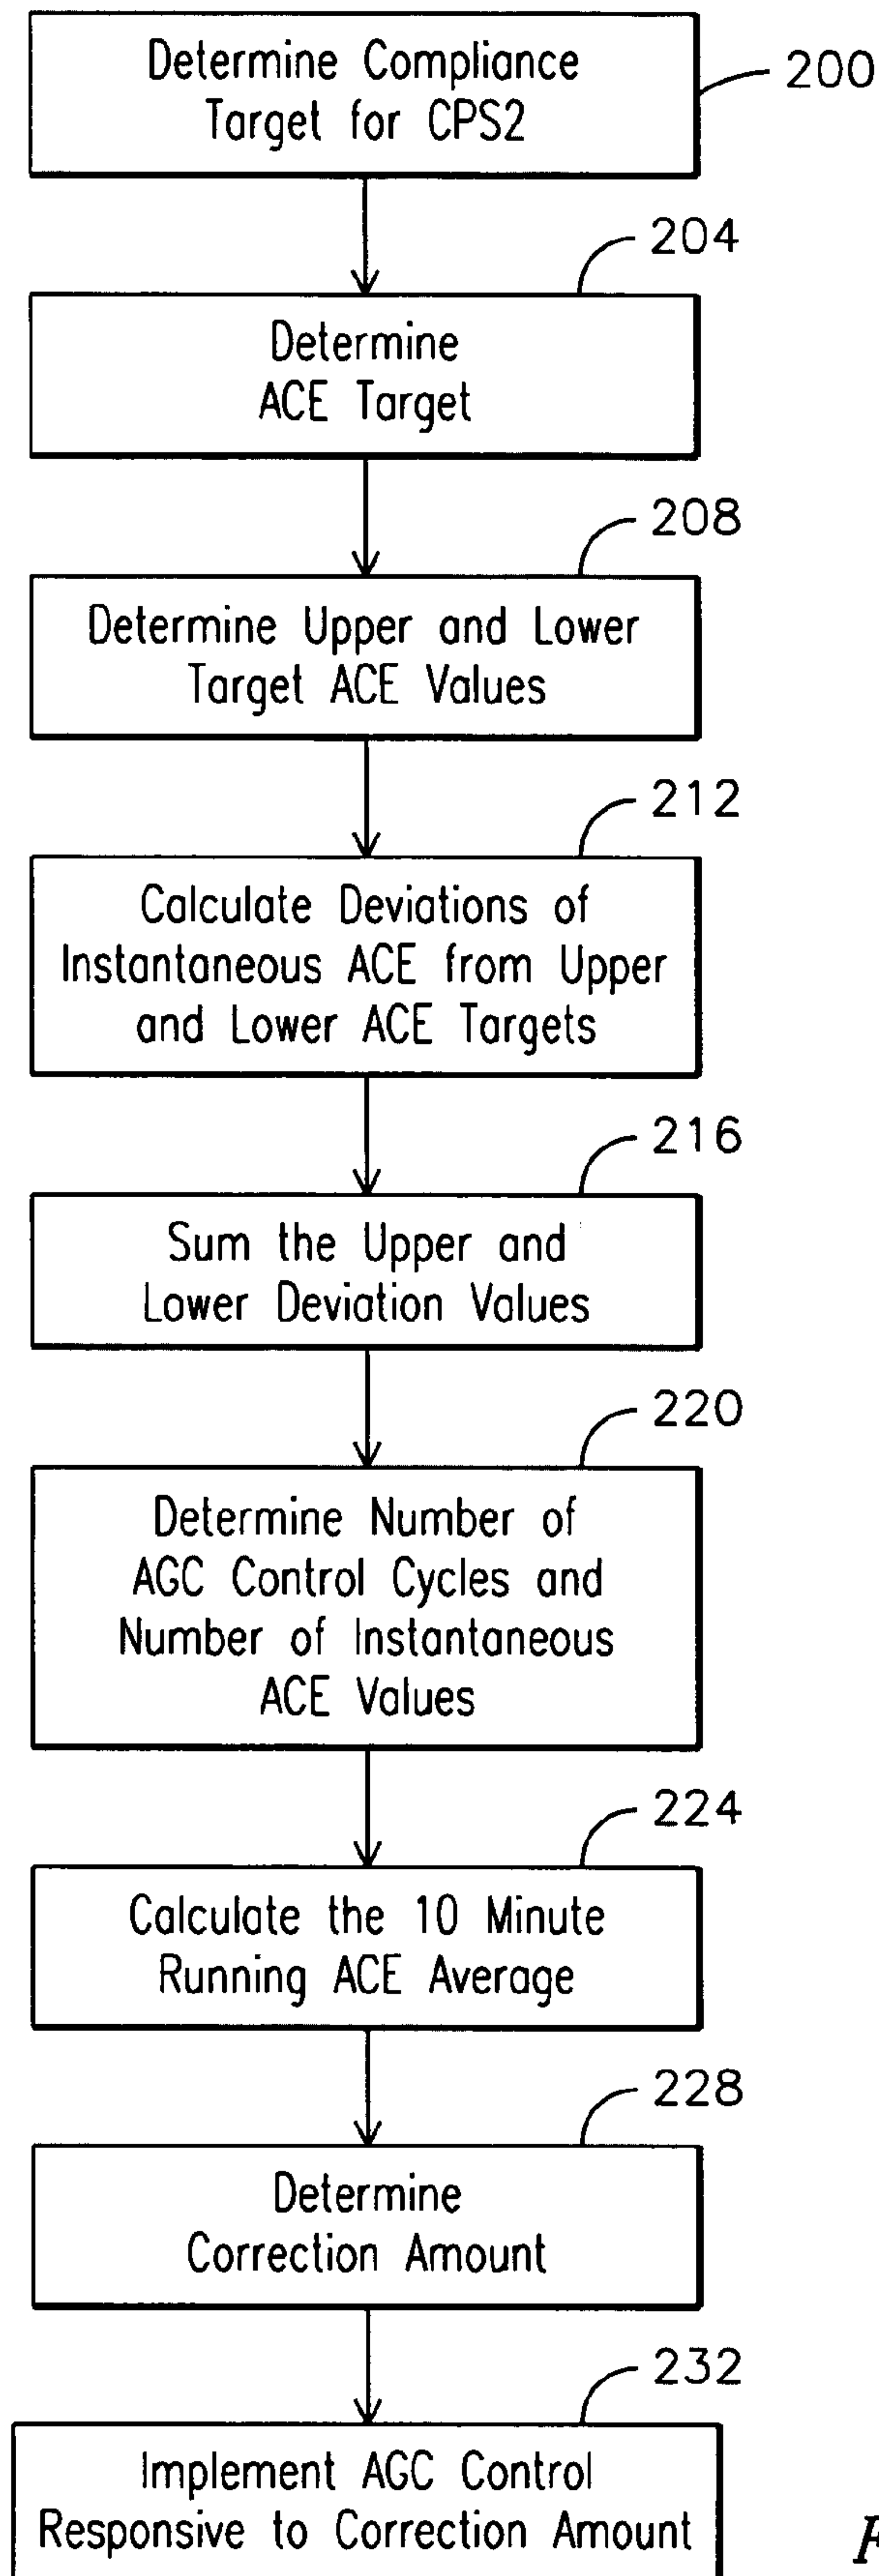 Determine Compliance
Target for CPS2
200
204
Determine
ACE Target
208
Determine Upper and Lower
Target ACE Values
212
Calculate Deviations of
Instantaneous ACE from Upper
and Lower ACE Targets
216
Sum the Upper and
Lower Deviation Values
220
Determine Number of
AGC Control Cycles and
Number of Instantaneous
ACE Values
224
Calculate the 10 Minute
Running ACE Average
228
Determine
Correction Amount
232
Implement AGC Control
Responsive to Correction Amount